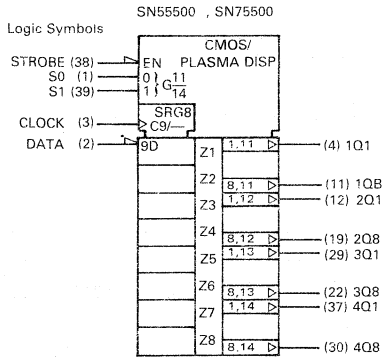 SN55500 , SN75500
Logic Symbols
CMOS/
PLASMA DISP
STROBE (38) EN
S0 (1) 0
S1 (39) 1
G 11
14
SRG8
CLOCK (3) C9/—
DATA (2) 9D
Z1 1,11 (4) 1Q1
Z2 8,11 (11) 1QB
Z3 1,12 (12) 2Q1
Z4 8,12 (19) 2Q8
Z5 1,13 (29) 3Q1
Z6 8,13 (22) 3Q8
Z7 1,14 (37) 4Q1
Z8 8,14 (30) 4Q8